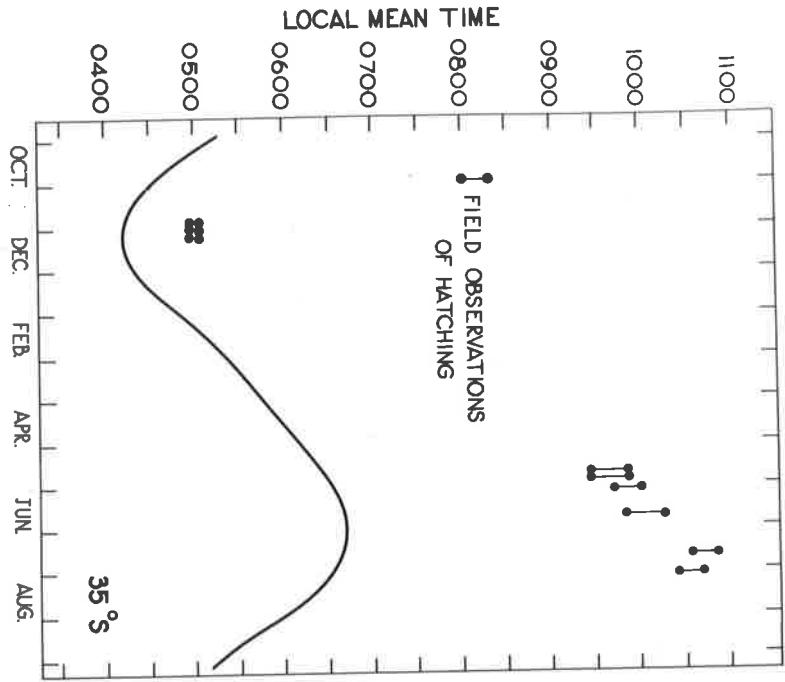 LOCAL MEAN TIME
0400
0500
0600
0700
0800
0900
1000
1100
FIELD OBSERVATIONS
OF HATCHING
35°S
OCT.
DEC.
FEB.
APR.
JUN.
AUG.